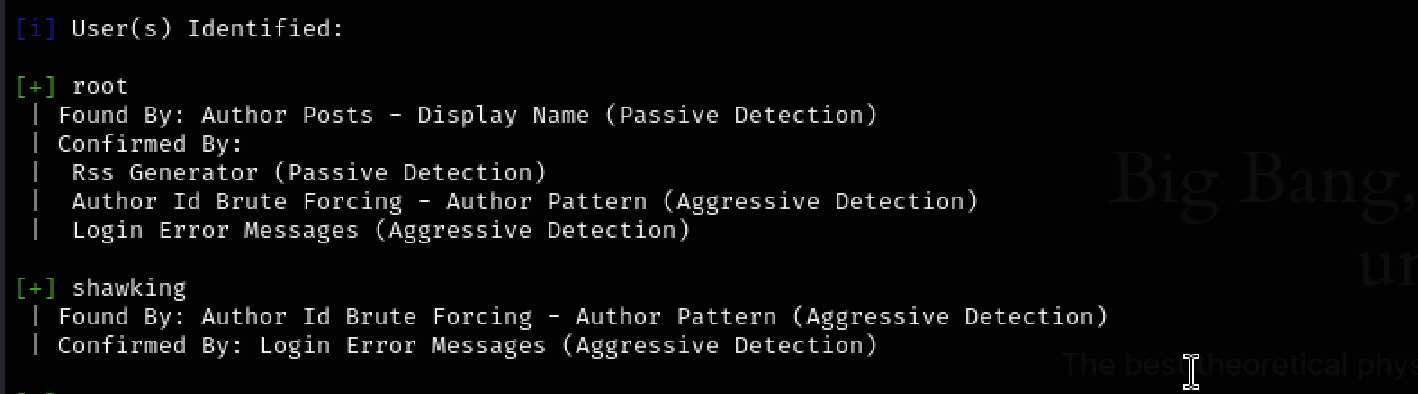 [i] User(s) Identified:
[+] root
| Found By: Author Posts - Display Name (Passive Detection)
| Confirmed By:
|  Rss Generator (Passive Detection)
|  Author Id Brute Forcing - Author Pattern (Aggressive Detection)
|  Login Error Messages (Aggressive Detection)
[+] shawking
| Found By: Author Id Brute Forcing - Author Pattern (Aggressive Detection)
| Confirmed By: Login Error Messages (Aggressive Detection)
Big Bang,
The best theoretical